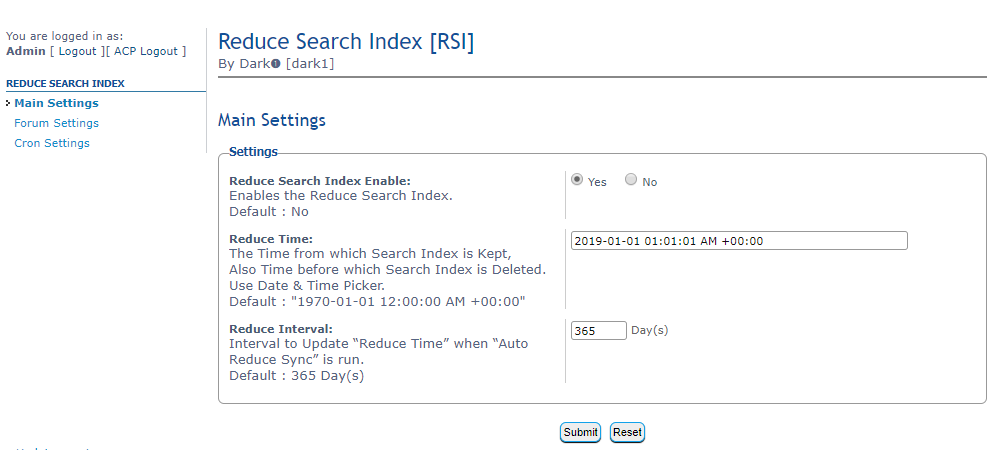 You are logged in as:
Admin [ Logout ][ ACP Logout ]
REDUCE SEARCH INDEX
Main Settings
Forum Settings
Cron Settings
Reduce Search Index [RSI]
By Dark❶ [dark1]
Main Settings
Settings
Reduce Search Index Enable:
Enables the Reduce Search Index.
Default : No
Yes No
Reduce Time:
The Time from which Search Index is Kept,
Also Time before which Search Index is Deleted.
Use Date & Time Picker.
Default : "1970-01-01 12:00:00 AM +00:00"
2019-01-01 01:01:01 AM +00:00
Reduce Interval:
Interval to Update “Reduce Time” when “Auto
Reduce Sync” is run.
Default : 365 Day(s)
365 Day(s)
Submit Reset